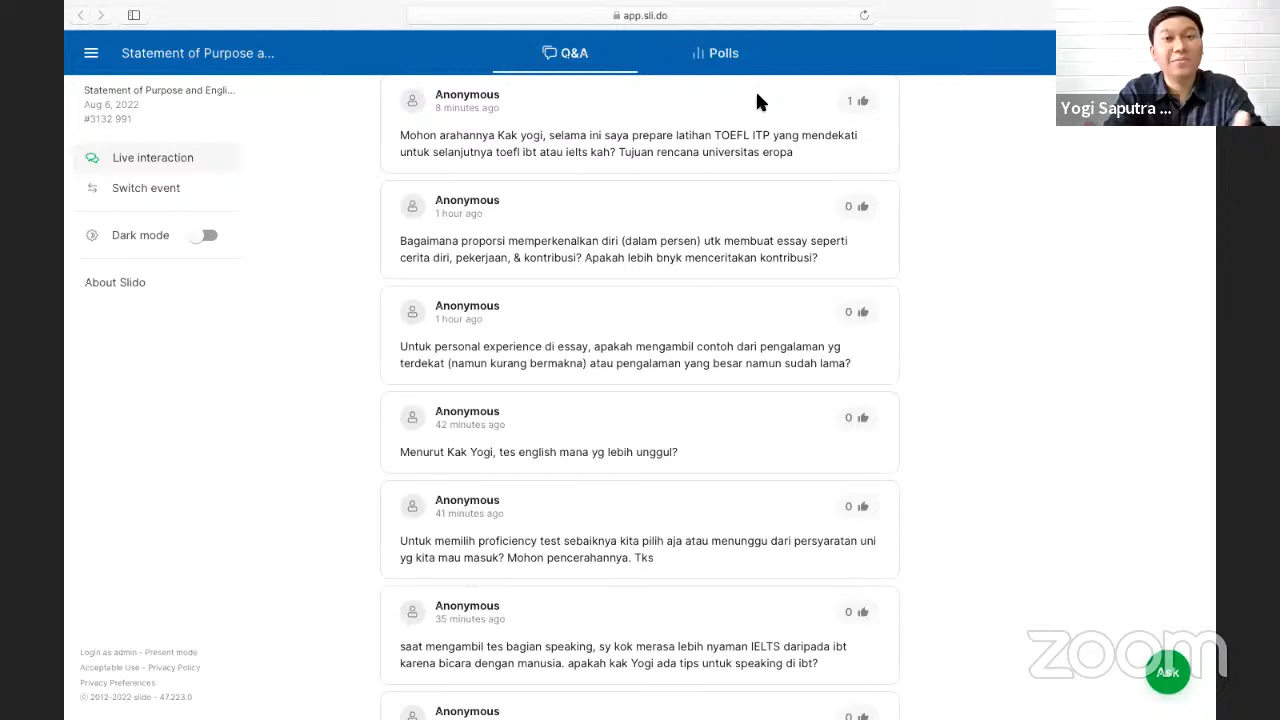 app.sli.do
Statement of Purpose a...
Q&A
Polls
Yogi Saputra ...
Statement of Purpose and Engli...
Aug 6, 2022
#3132 991
Live interaction
Switch event
Dark mode
About Slido
Anonymous
8 minutes ago
1
Mohon arahannya Kak yogi, selama ini saya prepare latihan TOEFL ITP yang mendekati
untuk selanjutnya toefl ibt atau ielts kah? Tujuan rencana universitas eropa
Anonymous
1 hour ago
0
Bagaimana proporsi memperkenalkan diri (dalam persen) utk membuat essay seperti
cerita diri, pekerjaan, & kontribusi? Apakah lebih bnyk menceritakan kontribusi?
Anonymous
1 hour ago
0
Untuk personal experience di essay, apakah mengambil contoh dari pengalaman yg
terdekat (namun kurang bermakna) atau pengalaman yang besar namun sudah lama?
Anonymous
42 minutes ago
0
Menurut Kak Yogi, tes english mana yg lebih unggul?
Anonymous
41 minutes ago
0
Untuk memilih proficiency test sebaiknya kita pilih aja atau menunggu dari persyaratan uni
yg kita mau masuk? Mohon pencerahannya. Tks
Anonymous
35 minutes ago
0
saat mengambil tes bagian speaking, sy kok merasa lebih nyaman IELTS daripada ibt
karena bicara dengan manusia. apakah kak Yogi ada tips untuk speaking di ibt?
Anonymous
0
Login as admin - Present mode
Acceptable Use - Privacy Policy
Privacy Preferences
© 2012-2022 slido - 47.223.0
zoom
Ask